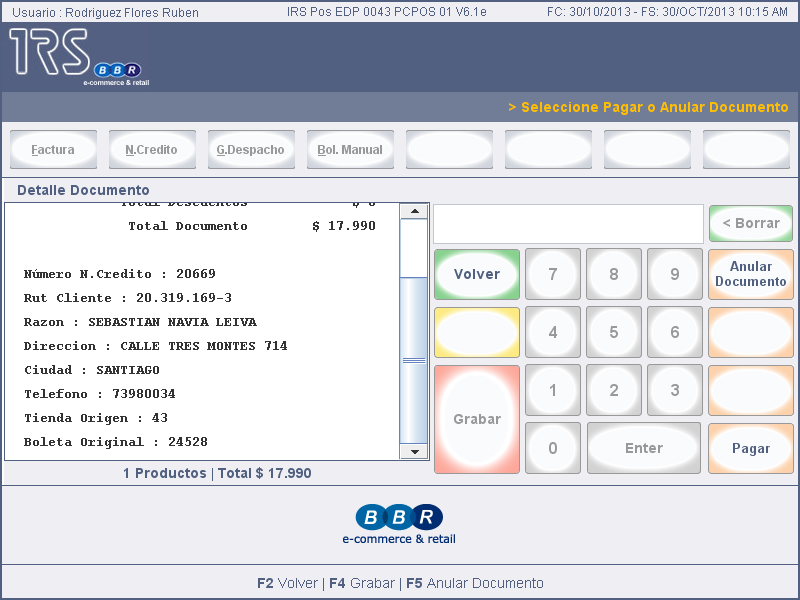 Usuario : Rodriguez Flores Ruben IRS Pos EDP 0043 PCPOS 01 V6.1e FC: 30/10/2013 - FS: 30/OCT/2013 10:15 AM
IRS
BBR
e-commerce & retail
> Seleccione Pagar o Anular Documento
Factura N.Credito G.Despacho Bol. Manual
Detalle Documento
Total Descuentos $ 0
Total Documento $ 17.990
Número N.Credito : 20669
Rut Cliente : 20.319.169-3
Razon : SEBASTIAN NAVIA LEIVA
Direccion : CALLE TRES MONTES 714
Ciudad : SANTIAGO
Telefono : 73980034
Tienda Origen : 43
Boleta Original : 24528
1 Productos | Total $ 17.990
< Borrar
Volver 7 8 9 Anular Documento
4 5 6
Grabar 1 2 3
0 Enter Pagar
BBR
e-commerce & retail
F2 Volver | F4 Grabar | F5 Anular Documento